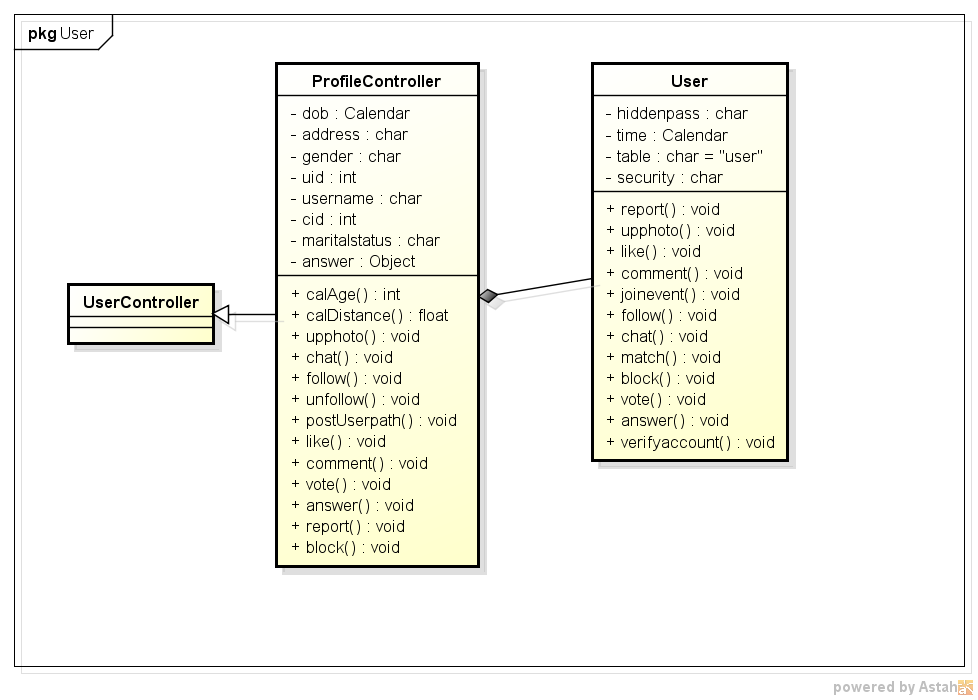 pkg User
ProfileController
- dob : Calendar
- address : char
- gender : char
- uid : int
- username : char
- cid : int
- maritalstatus : char
- answer : Object
+ calAge() : int
+ calDistance() : float
+ upphoto() : void
+ chat() : void
+ follow() : void
+ unfollow() : void
+ postUserpath() : void
+ like() : void
+ comment() : void
+ vote() : void
+ answer() : void
+ report() : void
+ block() : void
User
- hiddenpass : char
- time : Calendar
- table : char = "user"
- security : char
+ report() : void
+ upphoto() : void
+ like() : void
+ comment() : void
+ joinevent() : void
+ follow() : void
+ chat() : void
+ match() : void
+ block() : void
+ vote() : void
+ answer() : void
+ verifyaccount() : void
UserController
powered by Astah